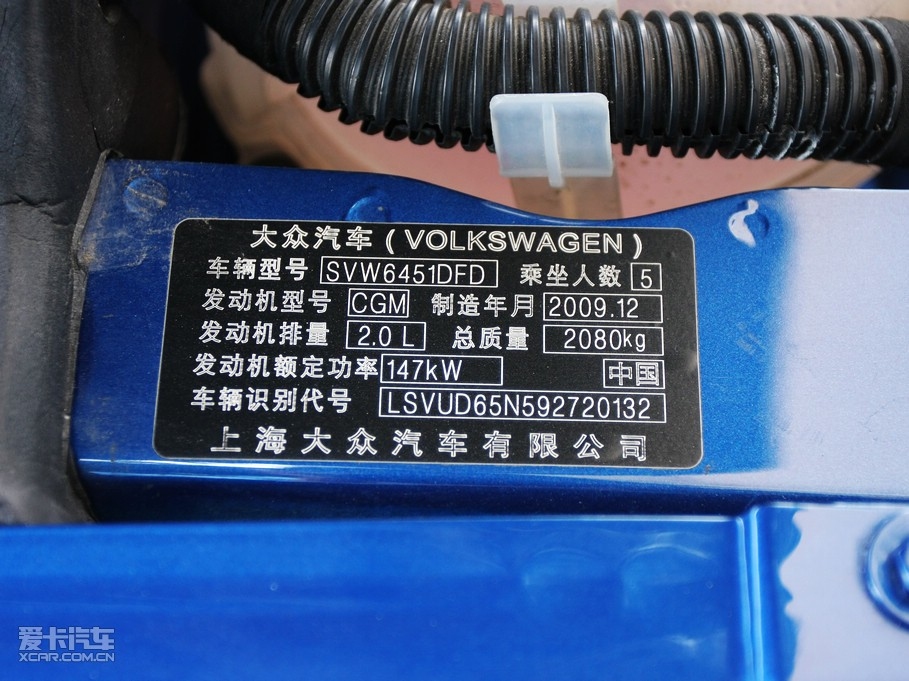 大众汽车(VOLKSWAGEN)
车辆型号 SVW6451DFD 乘坐人数 5
发动机型号 CGM 制造年月 2009.12
发动机排量 2.0 L 总质量 2080kg
发动机额定功率 147kW 中国
车辆识别代号 LSVUD65N592720132
上海大众汽车有限公司
爱卡汽车
XCAR.COM.CN